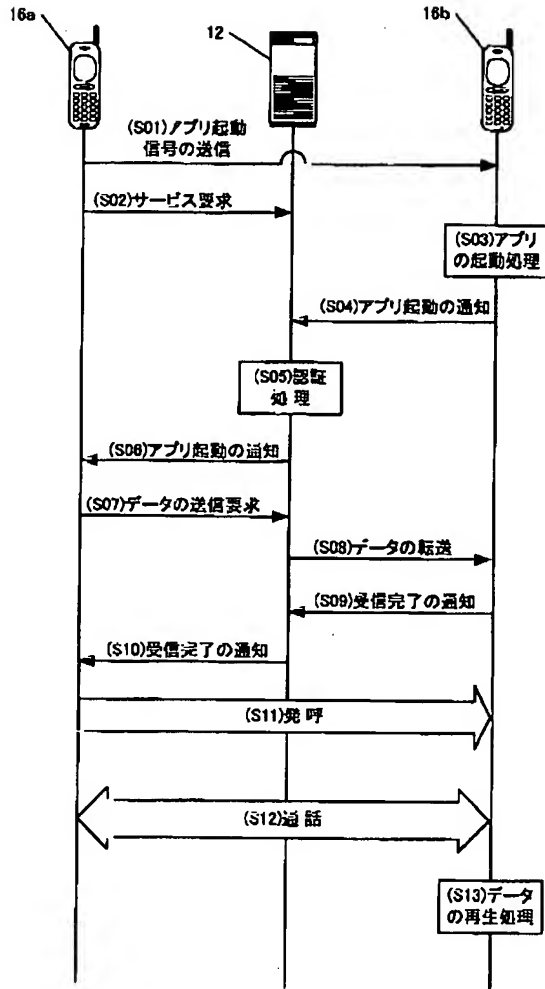 16a
12
16b
(S01)アプリ起動
信号の送信
(S02)サービス要求
(S03)アプリ
の起動処理
(S04)アプリ起動の通知
(S05)認証
処理
(S06)アプリ起動の通知
(S07)データの送信要求
(S08)データの転送
(S09)受信完了の通知
(S10)受信完了の通知
(S11)発呼
(S12)通話
(S13)データ
の再生処理